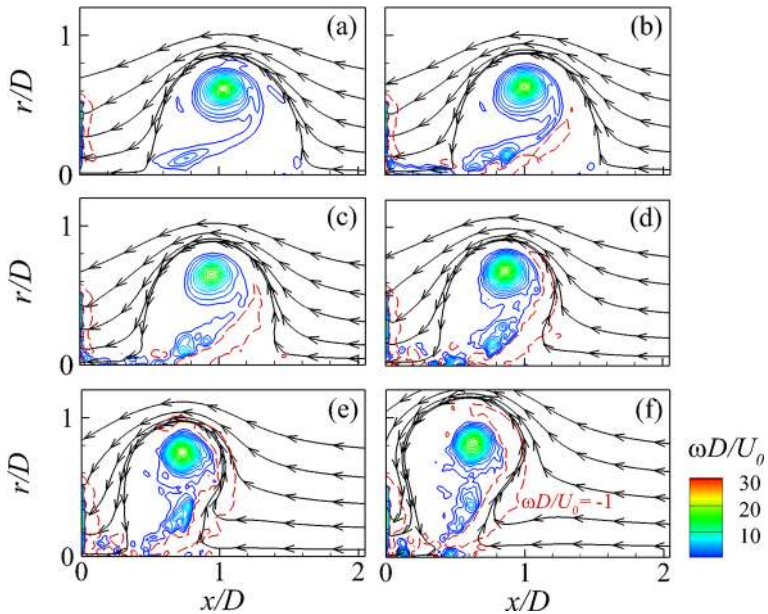 (a) (b)
r/D 1 0
(c) (d)
r/D 1 0
(e) (f)
r/D 1 0
ωD/U₀ = -1
0 1 2 0 1 2
x/D x/D
ωD/U₀
30
20
10